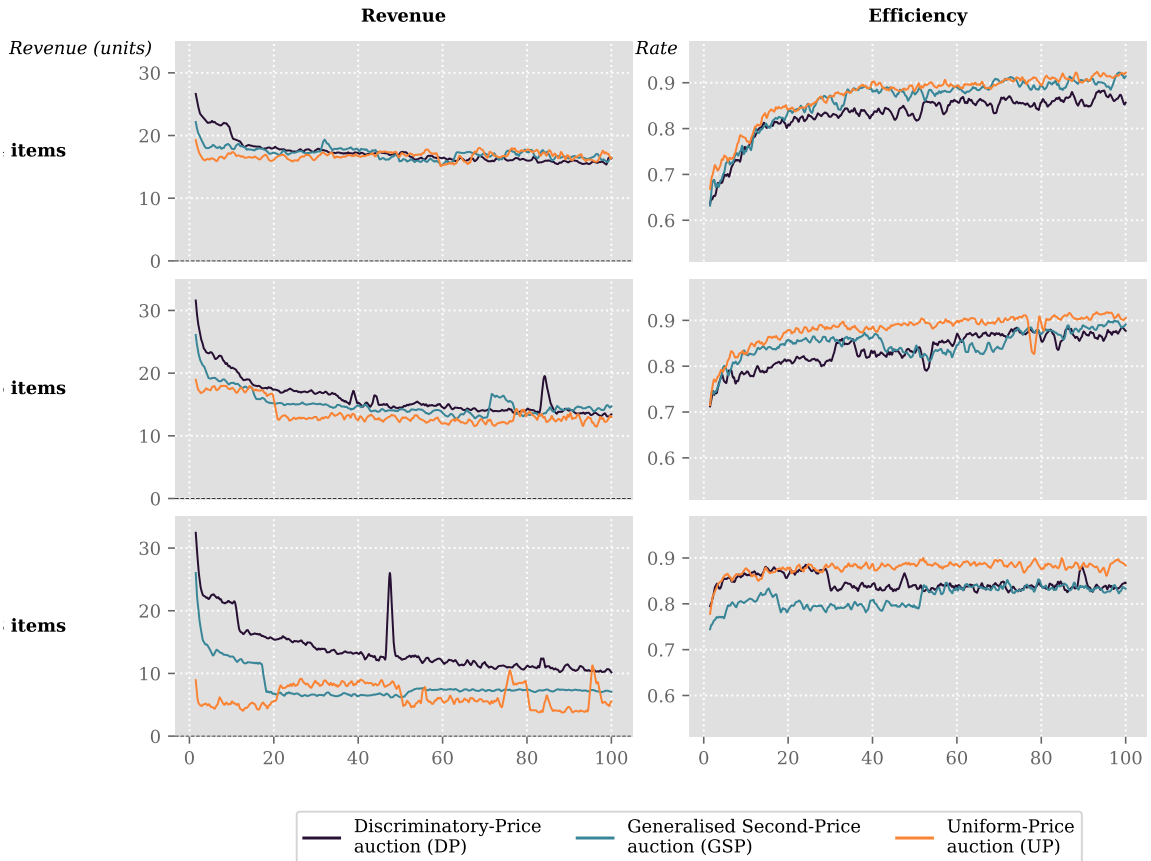 Revenue Efficiency
Revenue (units) Rate
30
20
10
0
0.9
0.8
0.7
0.6
items
30
20
10
0
0.9
0.8
0.7
0.6
items
30
20
10
0
0.9
0.8
0.7
0.6
items
0 20 40 60 80 100
0 20 40 60 80 100
Discriminatory-Price
auction (DP)
Generalised Second-Price
auction (GSP)
Uniform-Price
auction (UP)